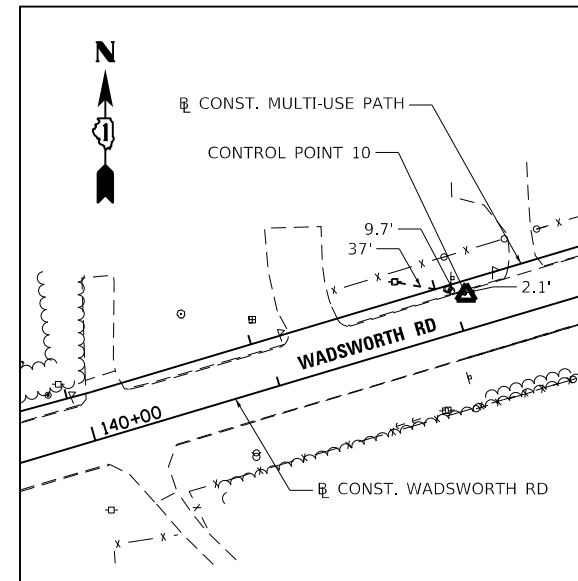 N
1
℄ CONST. MULTI-USE PATH
CONTROL POINT 10
9.7'
37'
2.1'
WADSWORTH RD
140+00
℄ CONST. WADSWORTH RD